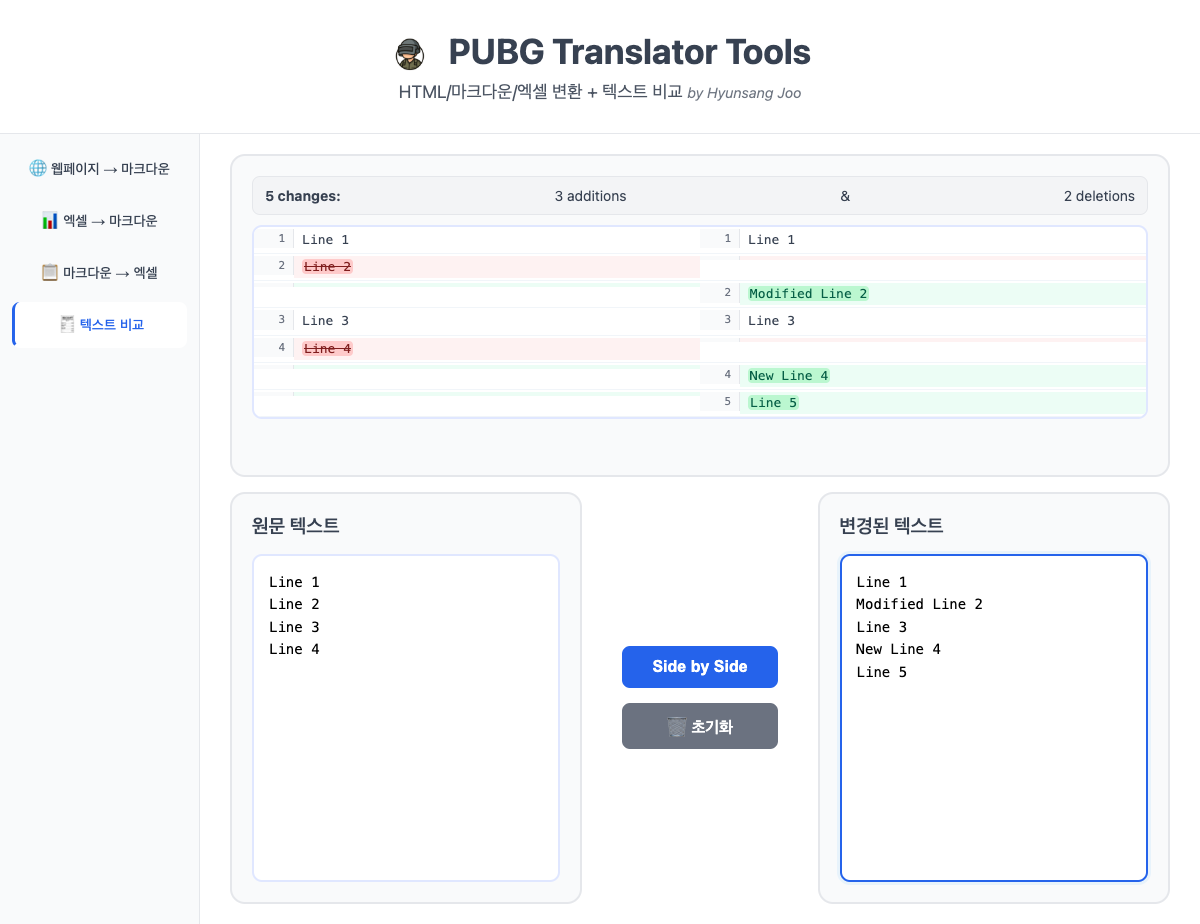 PUBG Translator Tools
HTML/마크다운/엑셀 변환 + 텍스트 비교 by Hyunsang Joo
웹페이지 → 마크다운
엑셀 → 마크다운
마크다운 → 엑셀
텍스트 비교
5 changes: 3 additions & 2 deletions
1 Line 1 1 Line 1
2 Line 2
2 Modified Line 2
3 Line 3 3 Line 3
4 Line 4
4 New Line 4
5 Line 5
원문 텍스트
Line 1
Line 2
Line 3
Line 4
Side by Side
초기화
변경된 텍스트
Line 1
Modified Line 2
Line 3
New Line 4
Line 5